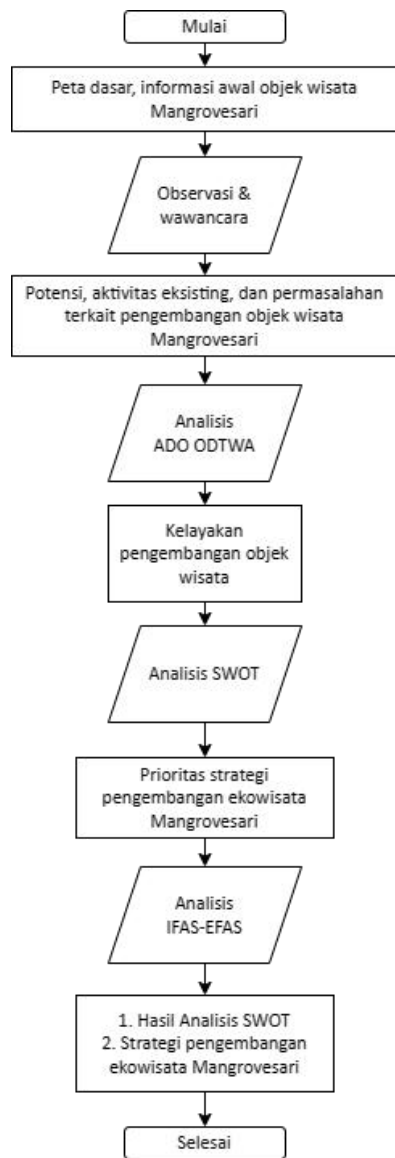 Mulai
Peta dasar, informasi awal objek wisata
Mangrovesari
Observasi &
wawancara
Potensi, aktivitas eksisting, dan permasalahan
terkait pengembangan objek wisata
Mangrovesari
Analisis
ADO ODTWA
Kelayakan
pengembangan objek
wisata
Analisis SWOT
Prioritas strategi
pengembangan ekowisata
Mangrovesari
Analisis
IFAS-EFAS
1. Hasil Analisis SWOT
2. Strategi pengembangan
ekowisata Mangrovesari
Selesai